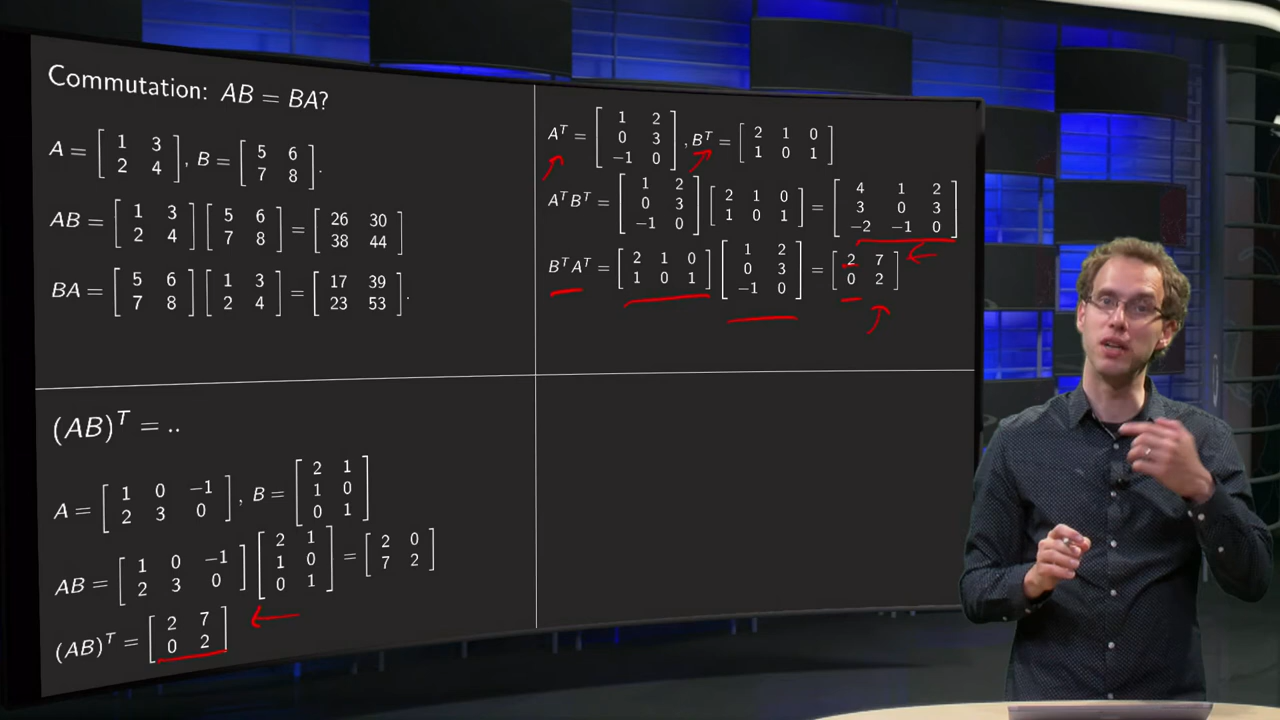 Commutation: AB = BA?
A = [1 3; 2 4], B = [5 6; 7 8].
AB = [1 3; 2 4] [5 6; 7 8] = [26 30; 38 44]
BA = [5 6; 7 8] [1 3; 2 4] = [17 39; 23 53].
(AB)^T = ..
A = [1 0 −1; 2 3 0], B = [2 1; 1 0; 0 1]
AB = [1 0 −1; 2 3 0] [2 1; 1 0; 0 1] = [2 0; 7 2]
(AB)^T = [2 7; 0 2]
A^T = [1 2; 0 3; −1 0], B^T = [2 1 0; 1 0 1]
A^T B^T = [1 2; 0 3; −1 0] [2 1 0; 1 0 1] = [4 1 2; 3 0 3; −2 −1 0]
B^T A^T = [2 1 0; 1 0 1] [1 2; 0 3; −1 0] = [2 7; 0 2]